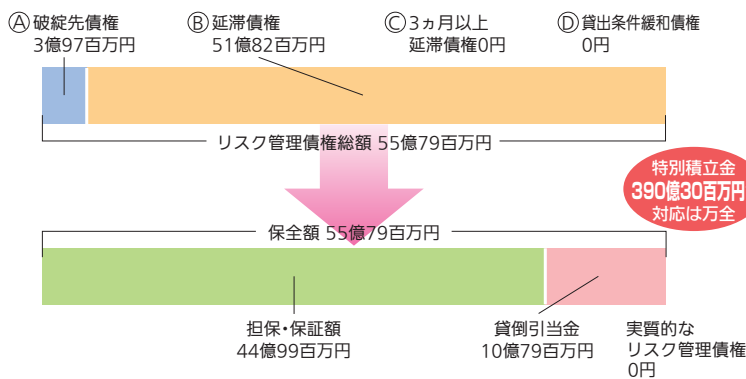 Ⓐ破綻先債権
3億97百万円
Ⓑ延滞債権
51億82百万円
Ⓒ3ヵ月以上
延滞債権0円
Ⓓ貸出条件緩和債権
0円
リスク管理債権総額 55億79百万円
特別積立金
390億30百万円
対応は万全
保全額 55億79百万円
担保・保証額
44億99百万円
貸倒引当金
10億79百万円
実質的な
リスク管理債権
0円